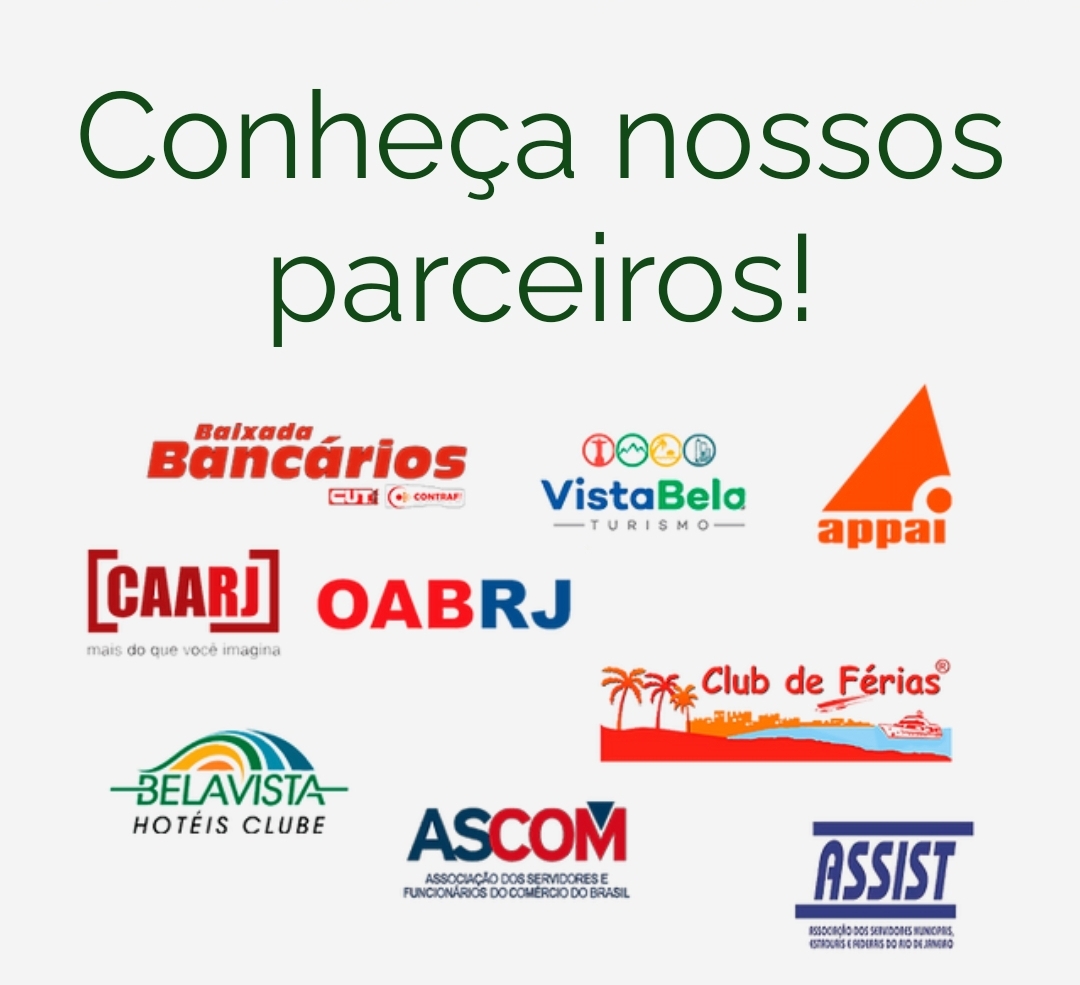 Conheça nossos
parceiros!
Baixada
Bancários
CUT CONTRAF
VistaBela
TURISMO
appai
[CAARJ]
mais do que você imagina
OABRJ
Club de Férias®
BELAVISTA
HOTÉIS CLUBE
ASCOM
ASSOCIAÇÃO DOS SERVIDORES E
FUNCIONÁRIOS DO COMÉRCIO DO BRASIL
ASSIST
ASSOCIAÇÃO DOS SERVIDORES MUNICIPAIS,
ESTADUAIS E FEDERAIS DO RIO DE JANEIRO